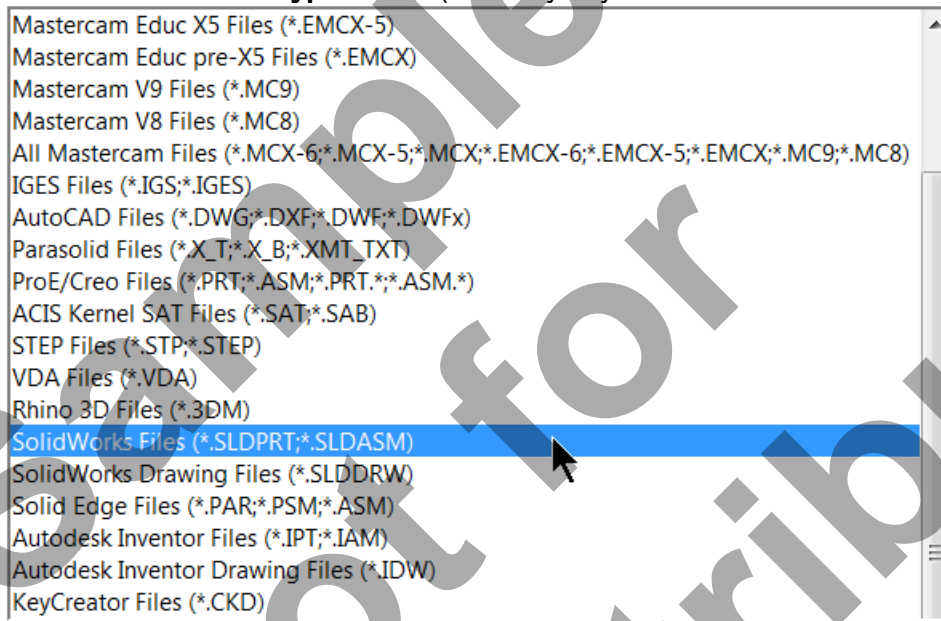 Mastercam Educ X5 Files (*.EMCX-5)
Mastercam Educ pre-X5 Files (*.EMCX)
Mastercam V9 Files (*.MC9)
Mastercam V8 Files (*.MC8)
All Mastercam Files (*.MCX-6;*.MCX-5;*.MCX;*.EMCX-6;*.EMCX-5;*.EMCX;*.MC9;*.MC8)
IGES Files (*.IGS;*.IGES)
AutoCAD Files (*.DWG;*.DXF;*.DWF;*.DWFx)
Parasolid Files (*.X_T;*.X_B;*.XMT_TXT)
ProE/Creo Files (*.PRT;*.ASM;*.PRT.*;*.ASM.*)
ACIS Kernel SAT Files (*.SAT;*.SAB)
STEP Files (*.STP;*.STEP)
VDA Files (*.VDA)
Rhino 3D Files (*.3DM)
SolidWorks Files (*.SLDPRT;*.SLDASM)
SolidWorks Drawing Files (*.SLDDRW)
Solid Edge Files (*.PAR;*.PSM;*.ASM)
Autodesk Inventor Files (*.IPT;*.IAM)
Autodesk Inventor Drawing Files (*.IDW)
KeyCreator Files (*.CKD)
Sample
not for